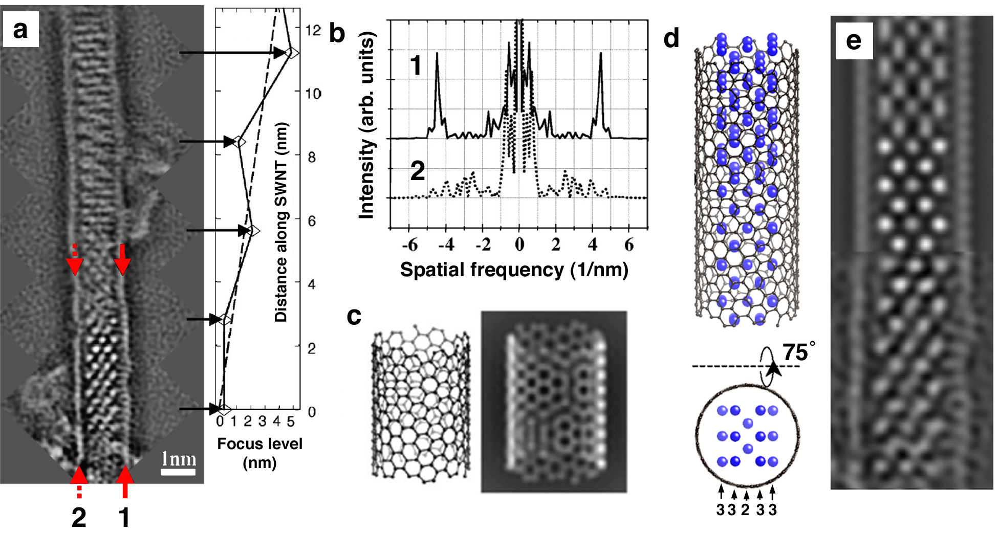 a
1nm
2
1
12
10
8
6
4
2
0
Distance along SWNT (nm)
0 1 2 3 4 5
Focus level
(nm)
b
Intensity (arb. units)
1
2
-6 -4 -2 0 2 4 6
Spatial frequency (1/nm)
c
d
75°
3 3 2 3 3
e